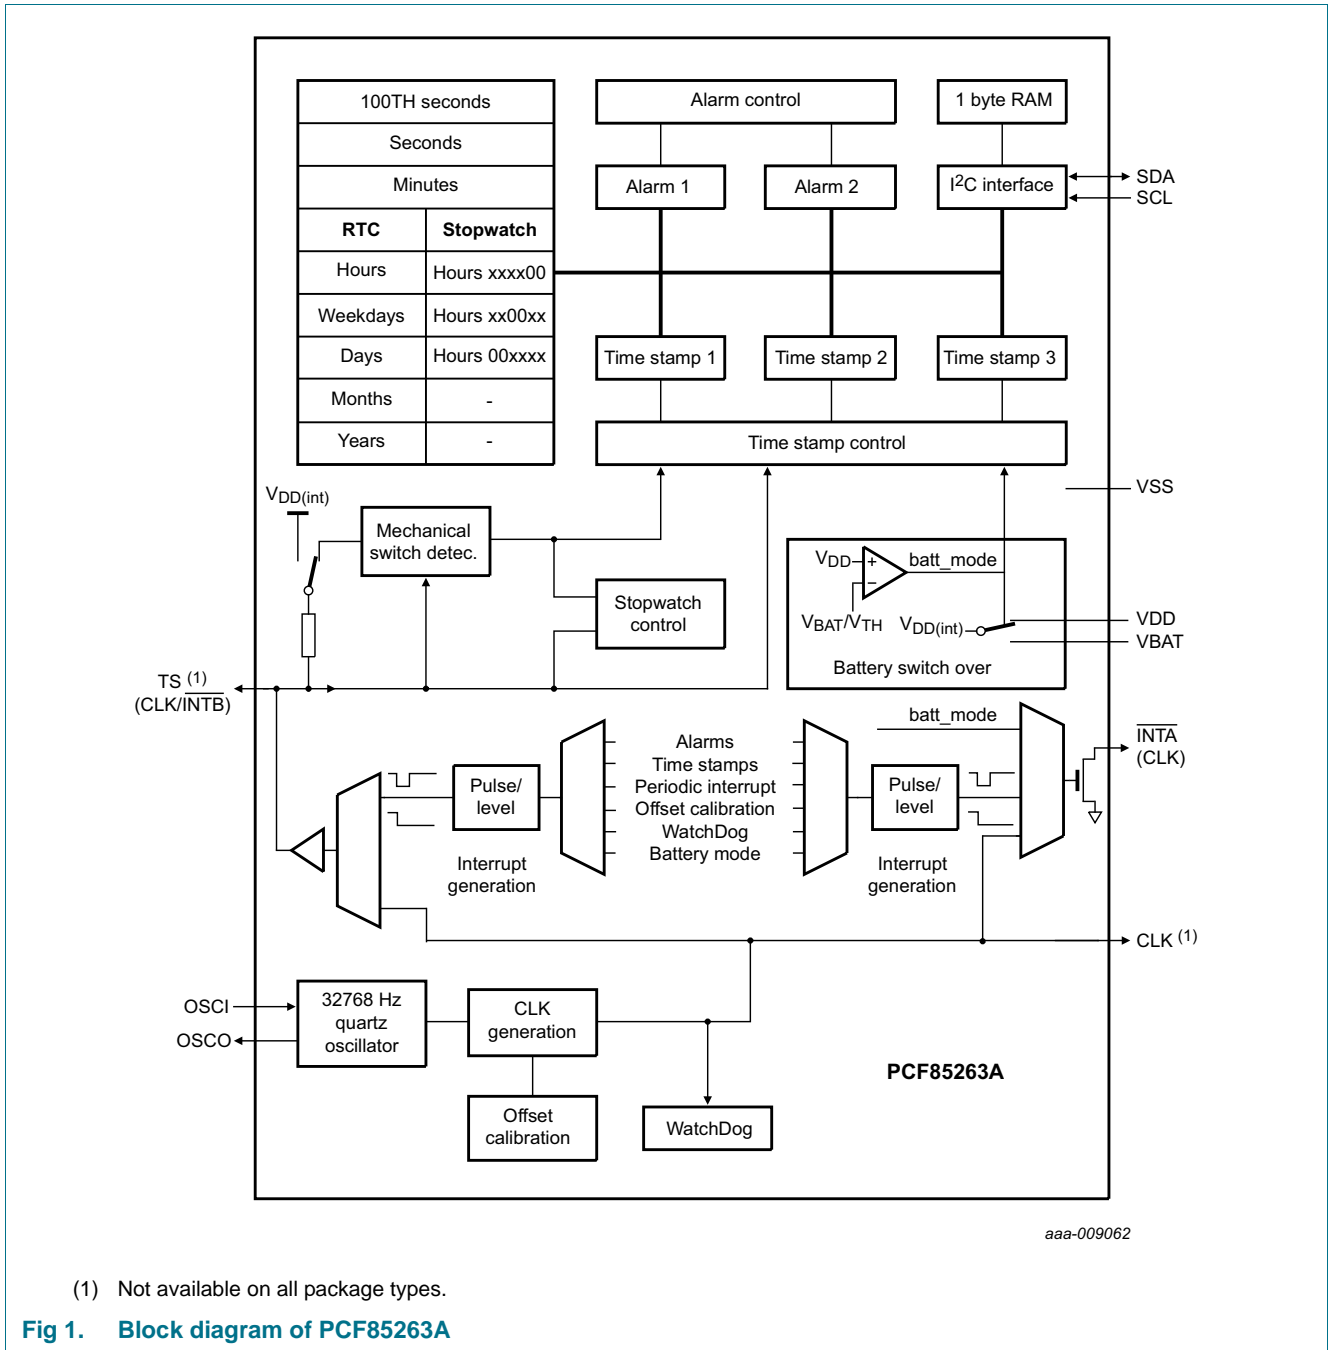 100TH seconds
Seconds
Minutes
RTC Stopwatch
Hours Hours xxxx00
Weekdays Hours xx00xx
Days Hours 00xxxx
Months -
Years -
Alarm control
1 byte RAM
Alarm 1
Alarm 2
I2C interface
SDA
SCL
Time stamp 1
Time stamp 2
Time stamp 3
Time stamp control
VSS
VDD(int)
Mechanical
switch detec.
Stopwatch
control
VDD
+
−
batt_mode
VBAT/VTH
VDD(int)
Battery switch over
VDD
VBAT
TS (1)
(CLK/INTB)
Pulse/
level
Interrupt
generation
Alarms
Time stamps
Periodic interrupt
Offset calibration
WatchDog
Battery mode
batt_mode
Pulse/
level
Interrupt
generation
INTA
(CLK)
CLK (1)
OSCI
OSCO
32768 Hz
quartz
oscillator
CLK
generation
Offset
calibration
WatchDog
PCF85263A
aaa-009062
(1) Not available on all package types.
Fig 1. Block diagram of PCF85263A